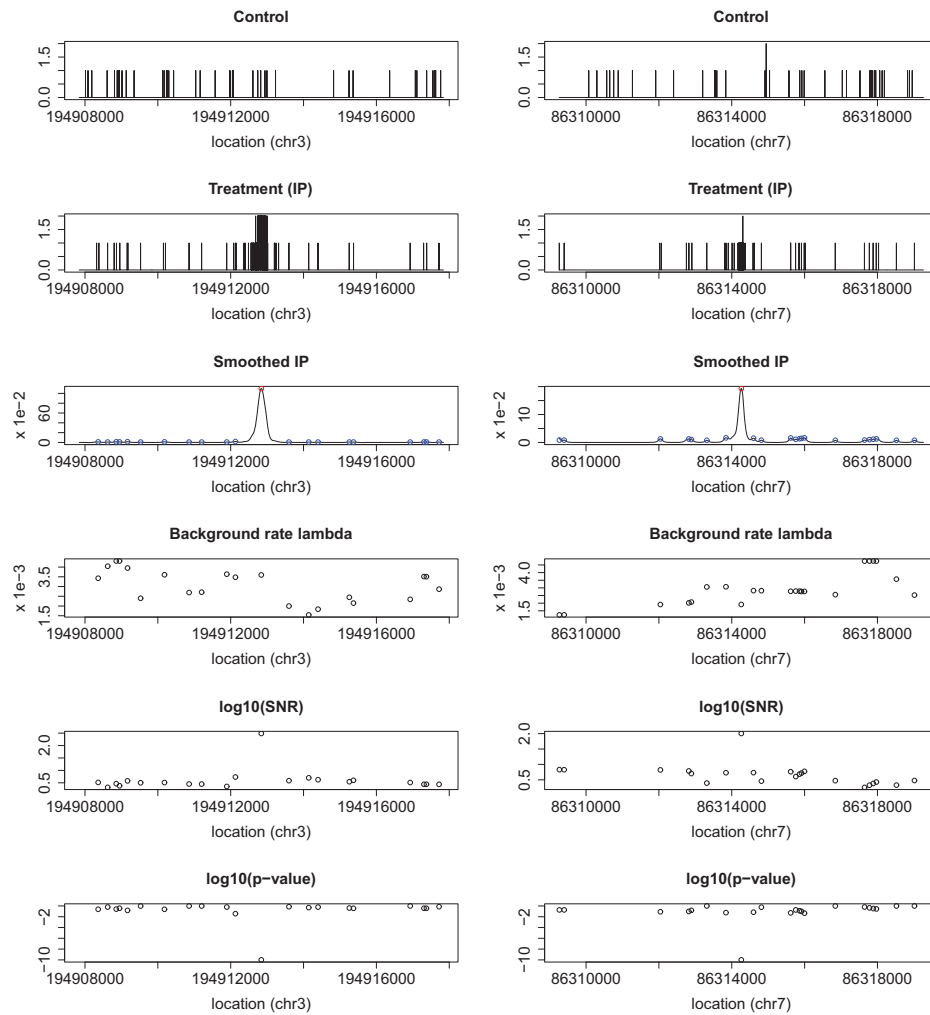 Control
0.0 1.5
194908000 194912000 194916000
location (chr3)
Treatment (IP)
0.0 1.5
194908000 194912000 194916000
location (chr3)
Smoothed IP
x 1e−2
0 60
194908000 194912000 194916000
location (chr3)
Background rate lambda
x 1e−3
1.5 3.5
194908000 194912000 194916000
location (chr3)
log10(SNR)
0.5 2.0
194908000 194912000 194916000
location (chr3)
log10(p−value)
−10 −2
194908000 194912000 194916000
location (chr3)
Control
0.0 1.5
86310000 86314000 86318000
location (chr7)
Treatment (IP)
0.0 1.5
86310000 86314000 86318000
location (chr7)
Smoothed IP
x 1e−2
0 10
86310000 86314000 86318000
location (chr7)
Background rate lambda
x 1e−3
1.5 4.0
86310000 86314000 86318000
location (chr7)
log10(SNR)
0.5 2.0
86310000 86314000 86318000
location (chr7)
log10(p−value)
−10 −2
86310000 86314000 86318000
location (chr7)